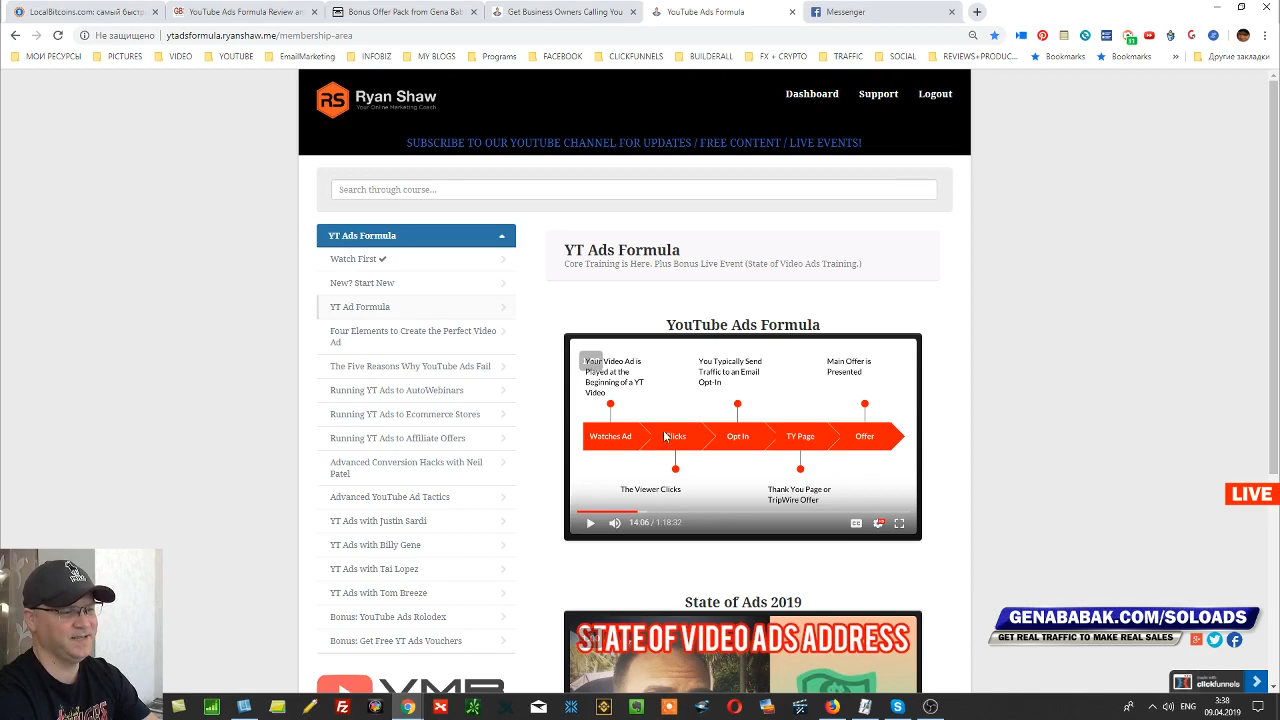 LocalBitcoins.com: самый быстр
YouTube Ads Formula Review an
Bonus Offer Pack from Gena Bab
Get Business Owners Calling You
YouTube Ads Formula
Messenger
Не защищено ytadsformula.ryanshaw.me/membership-area
МОИ РЕСУРСЫ PICTURES VIDEO YOUTUBE EmailMarketing INFOBIZ MY BLOGS Programs FACEBOOK CLICKFUNNELS BUILDERALL FX + CRYPTO TRAFFIC SOCIAL REVIEWS+PRODUC... Bookmarks Bookmarks » Другие закладки
RS Ryan Shaw
Your Online Marketing Coach
Dashboard Support Logout
SUBSCRIBE TO OUR YOUTUBE CHANNEL FOR UPDATES / FREE CONTENT / LIVE EVENTS!
Search through course...
YT Ads Formula
Watch First
New? Start New
YT Ad Formula
Four Elements to Create the Perfect Video
Ad
The Five Reasons Why YouTube Ads Fail
Running YT Ads to AutoWebinars
Running YT Ads to Ecommerce Stores
Running YT Ads to Affiliate Offers
Advanced Conversion Hacks with Neil
Patel
Advanced YouTube Ad Tactics
YT Ads with Justin Sardi
YT Ads with Billy Gene
YT Ads with Tai Lopez
YT Ads with Tom Breeze
Bonus: YouTube Ads Rolodex
Bonus: Get Free YT Ads Vouchers
YT Ads Formula
Core Training is Here. Plus Bonus Live Event (State of Video Ads Training.)
YouTube Ads Formula
Your Video Ad is
Played at the
Beginning of a YT
Video
You Typically Send
Traffic to an Email
Opt-In
Main Offer is
Presented
Watches Ad Clicks Opt In TY Page Offer
The Viewer Clicks
Thank You Page or
TripWire Offer
14:06 / 1:18:32
CC
State of Ads 2019
STATE OF VIDEO ADS ADDRESS
VMB
LIVE
GENABABAK.COM/SOLOADS
GET REAL TRAFFIC TO MAKE REAL SALES
made with
clickfunnels
ENG
3:38
09.04.2019